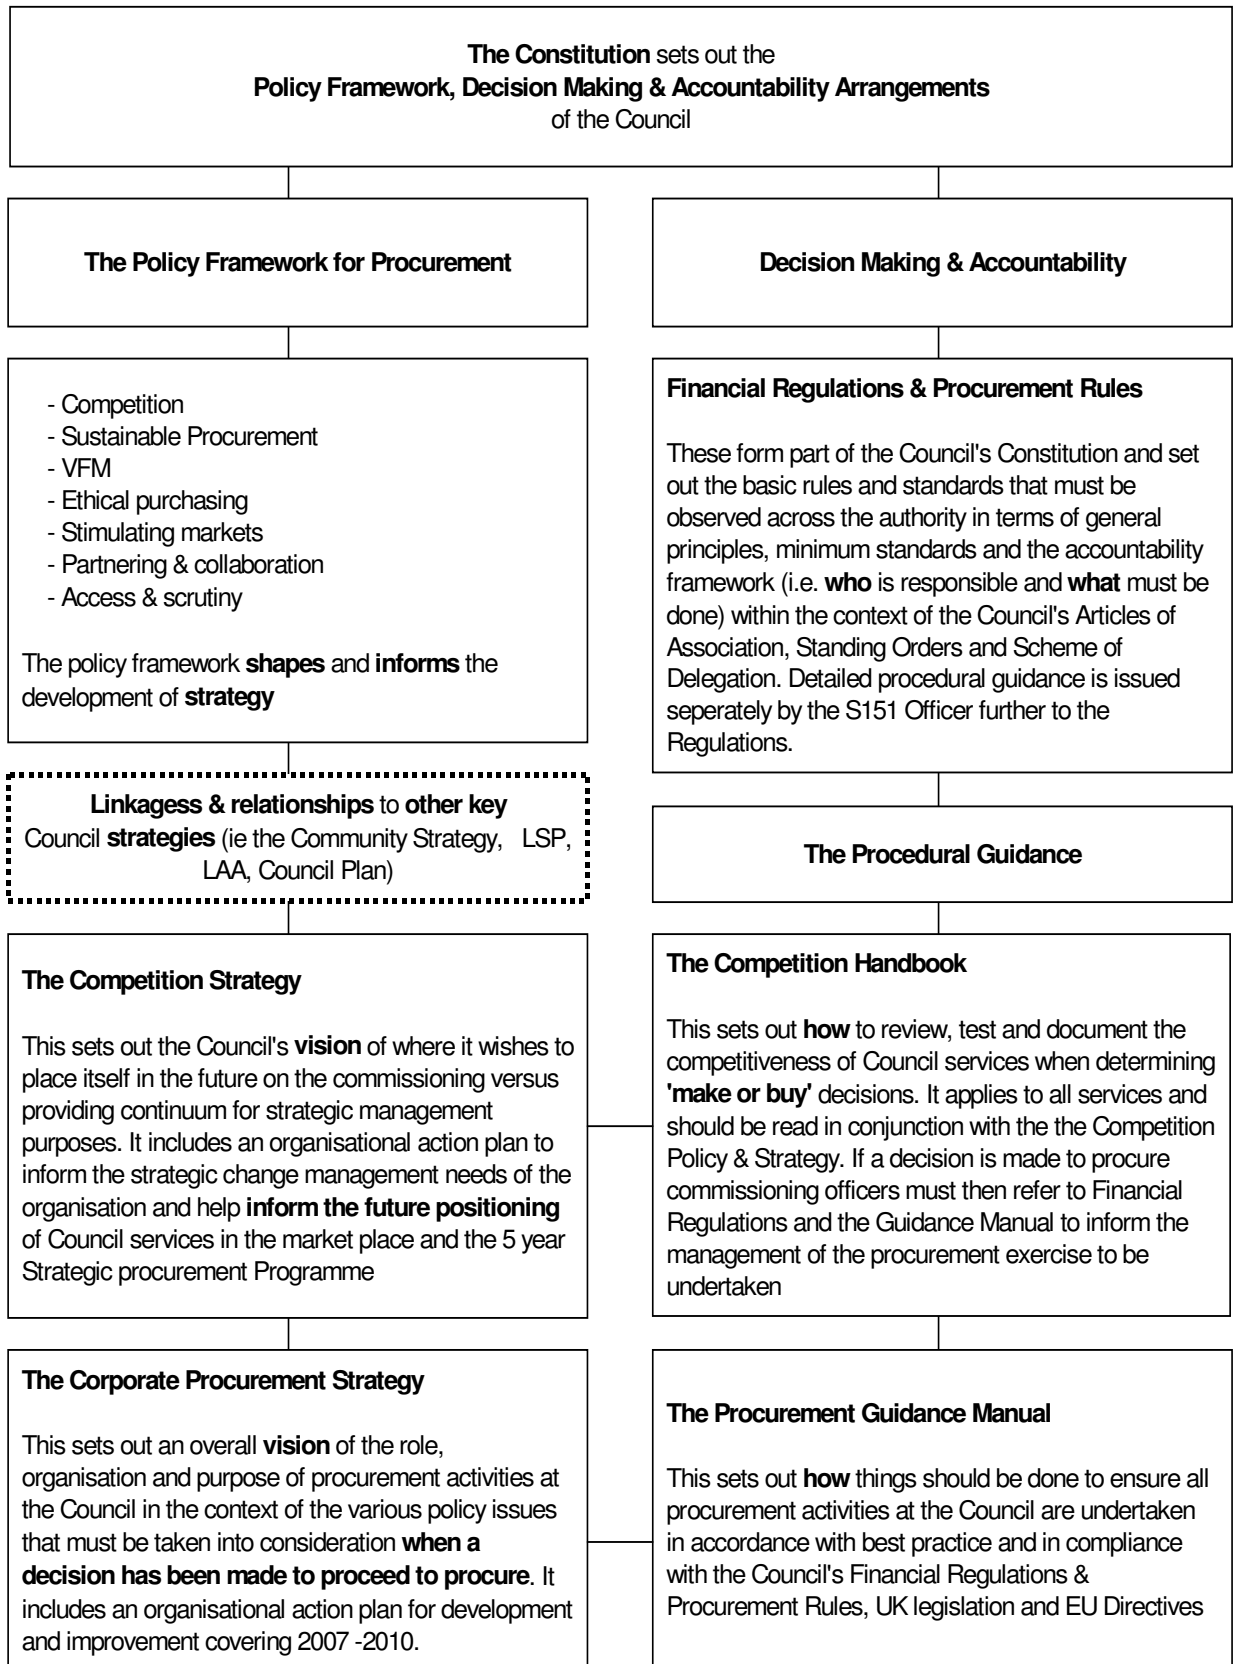 The Constitution sets out the
Policy Framework, Decision Making & Accountability Arrangements
of the Council
The Policy Framework for Procurement
Decision Making & Accountability
- Competition
- Sustainable Procurement
- VFM
- Ethical purchasing
- Stimulating markets
- Partnering & collaboration
- Access & scrutiny
The policy framework shapes and informs the
development of strategy
Financial Regulations & Procurement Rules
These form part of the Council's Constitution and set
out the basic rules and standards that must be
observed across the authority in terms of general
principles, minimum standards and the accountability
framework (i.e. who is responsible and what must be
done) within the context of the Council's Articles of
Association, Standing Orders and Scheme of
Delegation. Detailed procedural guidance is issued
seperately by the S151 Officer further to the
Regulations.
Linkagess & relationships to other key
Council strategies (ie the Community Strategy, LSP,
LAA, Council Plan)
The Procedural Guidance
The Competition Strategy
This sets out the Council's vision of where it wishes to
place itself in the future on the commissioning versus
providing continuum for strategic management
purposes. It includes an organisational action plan to
inform the strategic change management needs of the
organisation and help inform the future positioning
of Council services in the market place and the 5 year
Strategic procurement Programme
The Competition Handbook
This sets out how to review, test and document the
competitiveness of Council services when determining
'make or buy' decisions. It applies to all services and
should be read in conjunction with the the Competition
Policy & Strategy. If a decision is made to procure
commissioning officers must then refer to Financial
Regulations and the Guidance Manual to inform the
management of the procurement exercise to be
undertaken
The Corporate Procurement Strategy
This sets out an overall vision of the role,
organisation and purpose of procurement activities at
the Council in the context of the various policy issues
that must be taken into consideration when a
decision has been made to proceed to procure. It
includes an organisational action plan for development
and improvement covering 2007 -2010.
The Procurement Guidance Manual
This sets out how things should be done to ensure all
procurement activities at the Council are undertaken
in accordance with best practice and in compliance
with the Council's Financial Regulations &
Procurement Rules, UK legislation and EU Directives